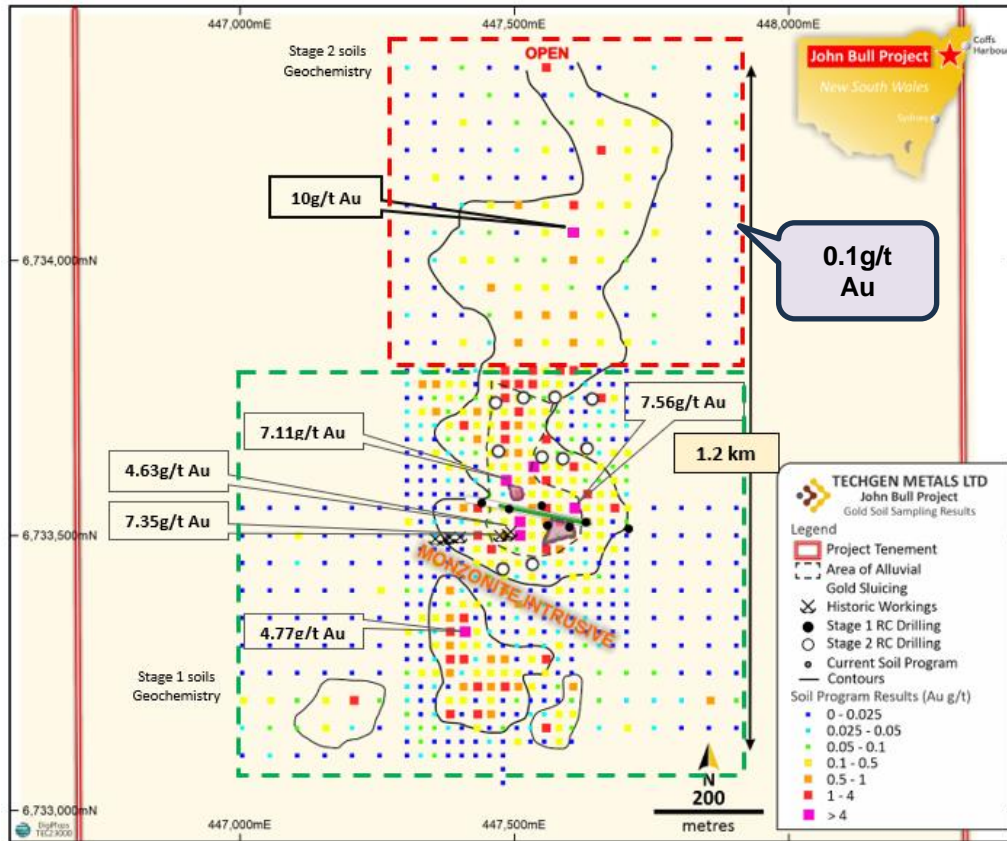 447,000mE
447,500mE
448,000mE
Stage 2 soils
Geochemistry
OPEN
Coffs
Harbour
John Bull Project
New South Wales
Sydney
10g/t Au
6,734,000mN
0.1g/t
Au
7.56g/t Au
7.11g/t Au
1.2 km
4.63g/t Au
7.35g/t Au
6,733,500mN
MONZONITE INTRUSIVE
4.77g/t Au
Stage 1 soils
Geochemistry
TECHGEN METALS LTD
John Bull Project
Gold Soil Sampling Results
Legend
Project Tenement
Area of Alluvial
Gold Sluicing
Historic Workings
Stage 1 RC Drilling
Stage 2 RC Drilling
Current Soil Program
Contours
Soil Program Results (Au g/t)
0 - 0.025
0.025 - 0.05
0.05 - 0.1
0.1 - 0.5
0.5 - 1
1 - 4
> 4
N
200
metres
6,733,000mN
DigMaps
TEC23000
447,000mE
447,500mE
448,000mE